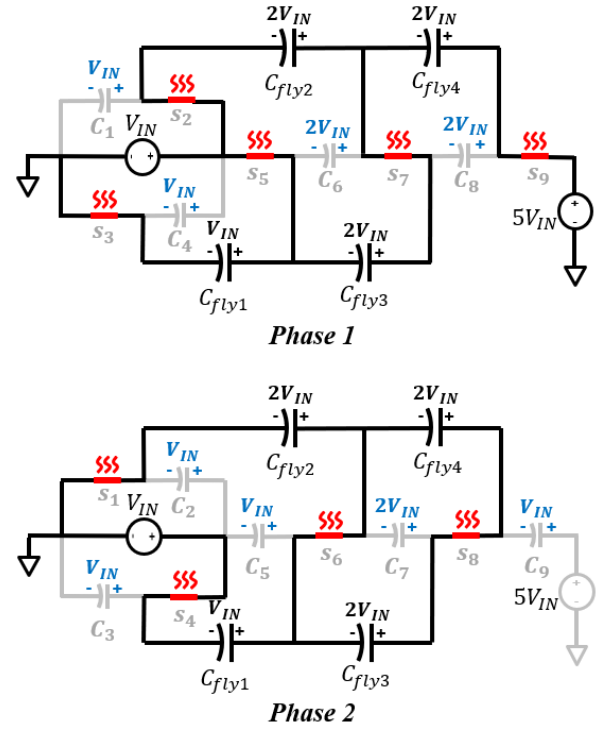 2V_IN 2V_IN
- + - +
C_fly2 C_fly4
V_IN
- +
C_1 s_2
V_IN 2V_IN 2V_IN
- + - + - +
s_5 C_6 s_7 C_8 s_9
V_IN
- +
s_3 C_4
5V_IN + -
V_IN 2V_IN
- + - +
C_fly1 C_fly3
Phase 1
2V_IN 2V_IN
- + - +
C_fly2 C_fly4
V_IN
- +
s_1 C_2
V_IN V_IN 2V_IN V_IN
- + - + - + - +
C_5 s_6 C_7 s_8 C_9
V_IN
- +
C_3 s_4
5V_IN + -
V_IN 2V_IN
- + - +
C_fly1 C_fly3
Phase 2